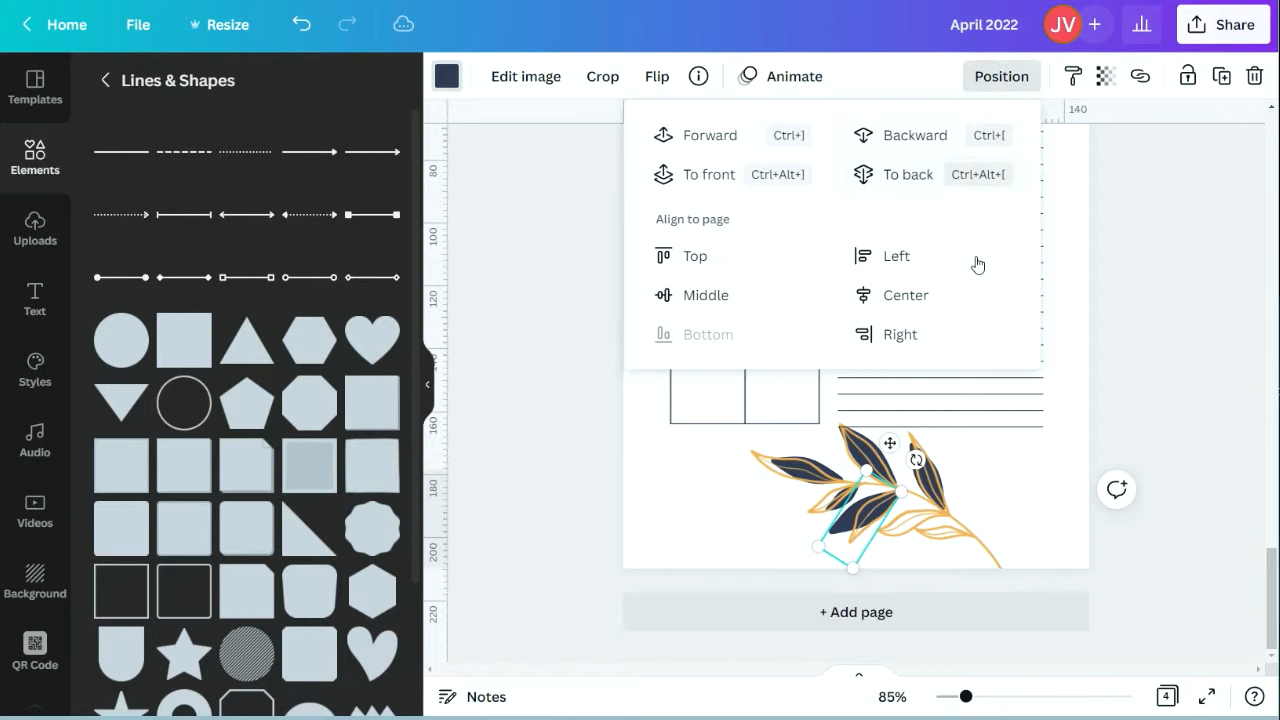 Home File Resize April 2022 JV + Share
Templates
Elements
Uploads
Text
Styles
Audio
Videos
Background
QR Code
Lines & Shapes
Edit image Crop Flip Animate Position
140
80
100
120
160
180
200
220
Forward Ctrl+] Backward Ctrl+[
To front Ctrl+Alt+] To back Ctrl+Alt+[
Align to page
Top Left
Middle Center
Bottom Right
+ Add page
Notes 85% 4 ?